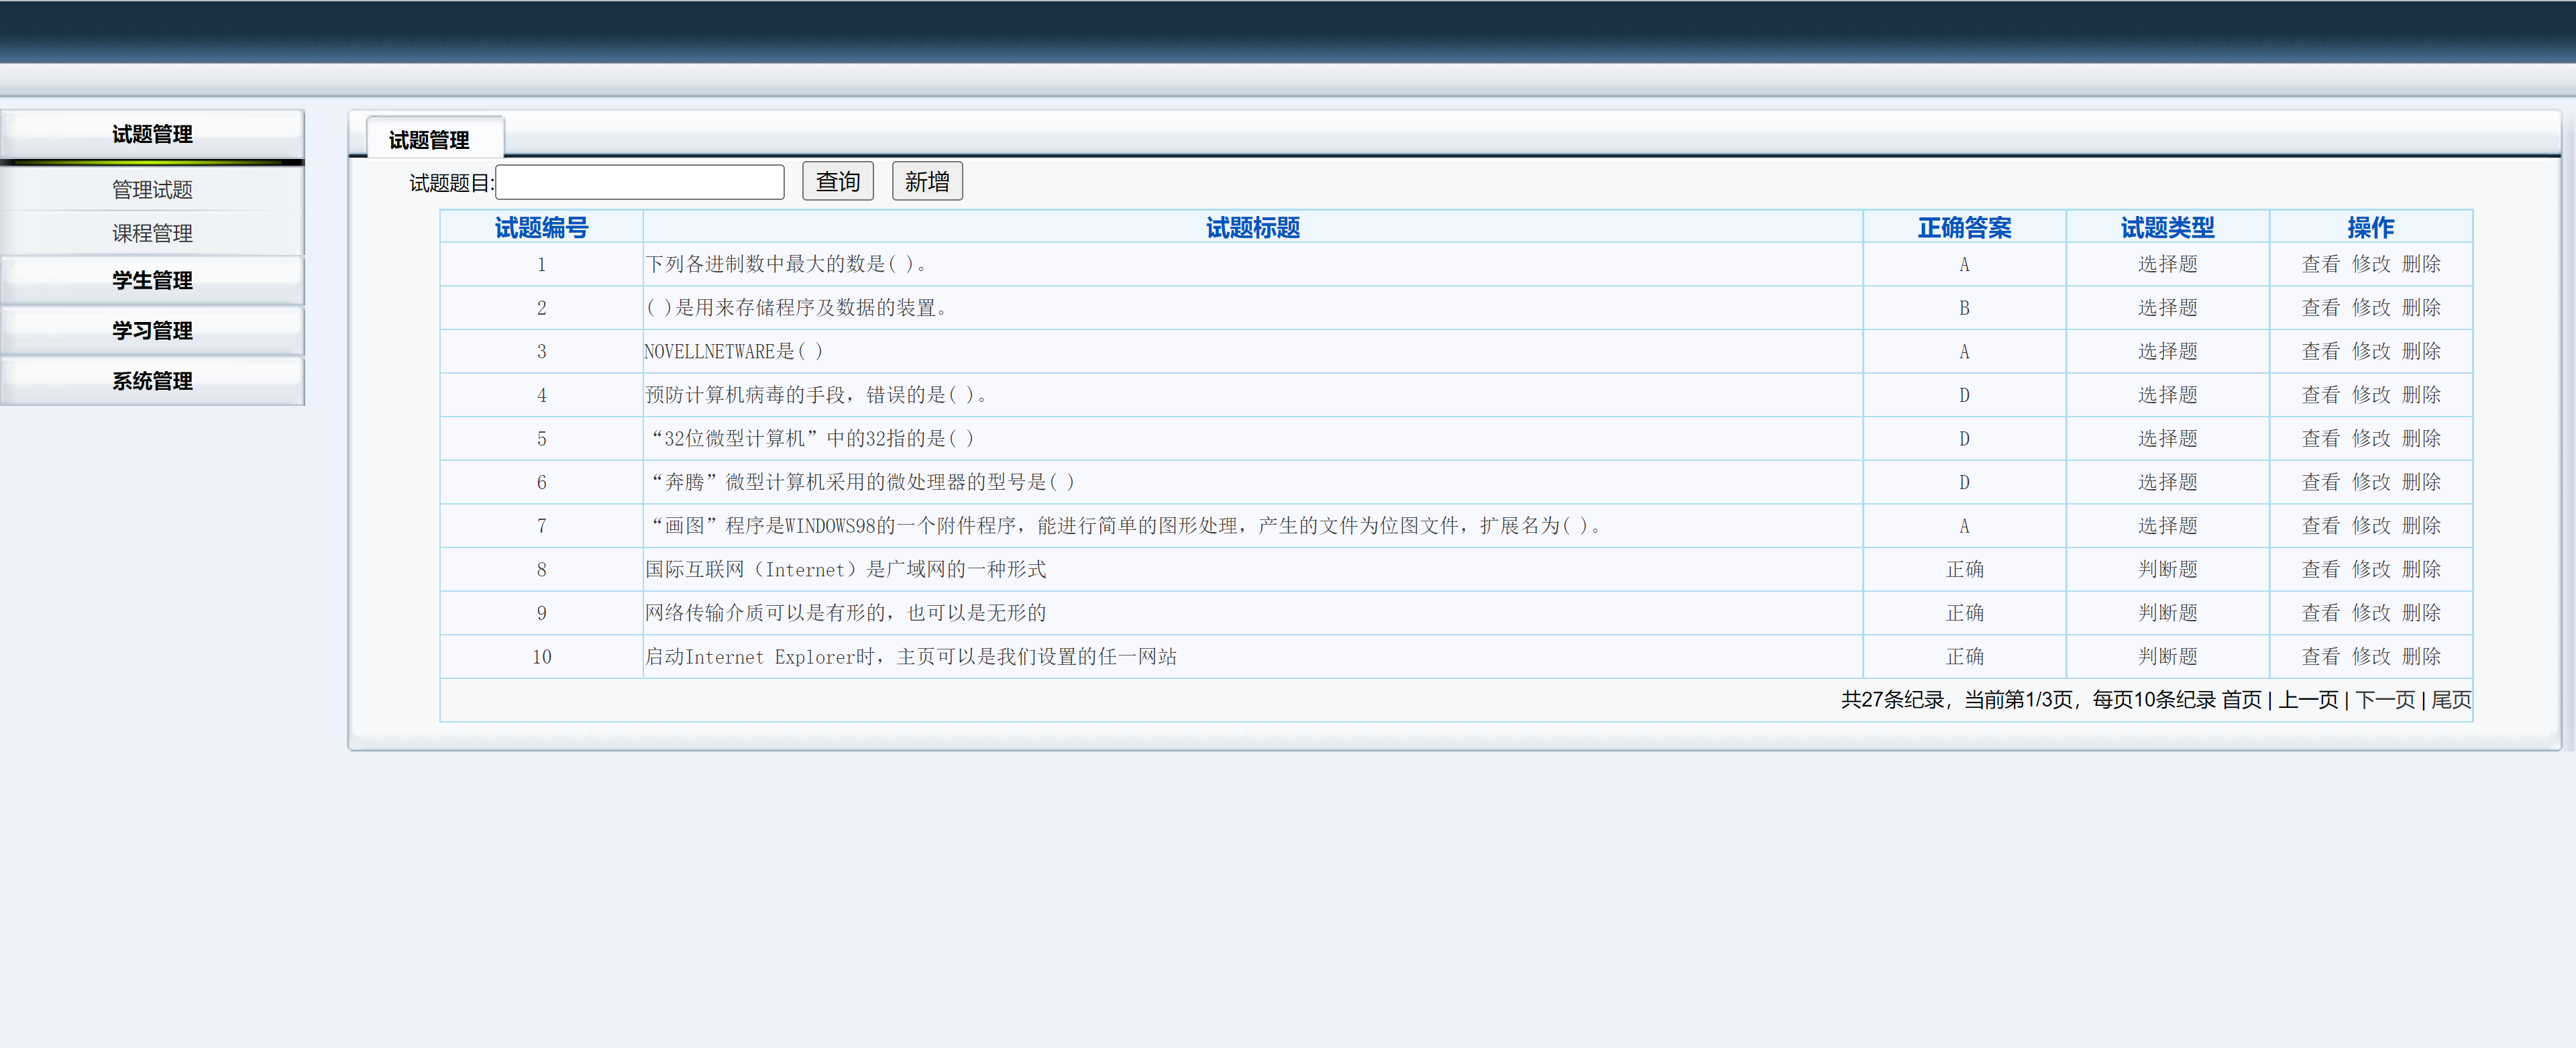 试题管理
管理试题
课程管理
学生管理
学习管理
系统管理
试题管理
试题题目: 查询 新增
试题编号 试题标题 正确答案 试题类型 操作
1 下列各进制数中最大的数是( )。 A 选择题 查看 修改 删除
2 ( )是用来存储程序及数据的装置。 B 选择题 查看 修改 删除
3 NOVELLNETWARE是( ) A 选择题 查看 修改 删除
4 预防计算机病毒的手段，错误的是( )。 D 选择题 查看 修改 删除
5 “32位微型计算机”中的32指的是( ) D 选择题 查看 修改 删除
6 “奔腾”微型计算机采用的微处理器的型号是( ) D 选择题 查看 修改 删除
7 “画图”程序是WINDOWS98的一个附件程序，能进行简单的图形处理，产生的文件为位图文件，扩展名为( )。 A 选择题 查看 修改 删除
8 国际互联网（Internet）是广域网的一种形式 正确 判断题 查看 修改 删除
9 网络传输介质可以是有形的，也可以是无形的 正确 判断题 查看 修改 删除
10 启动Internet Explorer时，主页可以是我们设置的任一网站 正确 判断题 查看 修改 删除
共27条纪录，当前第1/3页，每页10条纪录 首页 | 上一页 | 下一页 | 尾页